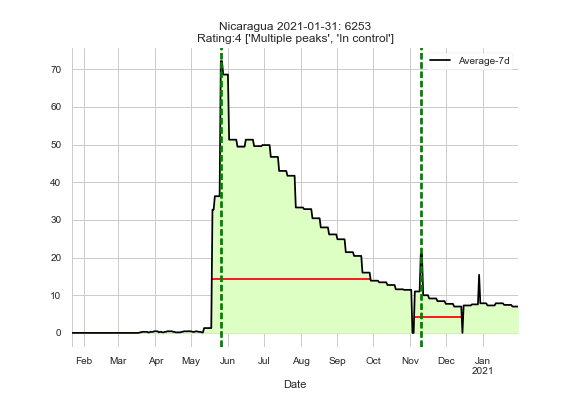 Nicaragua 2021-01-31: 6253
Rating:4 ['Multiple peaks', 'In control']
Average-7d
70
60
50
40
30
20
10
0
Feb Mar Apr May Jun Jul Aug Sep Oct Nov Dec Jan
2021
Date